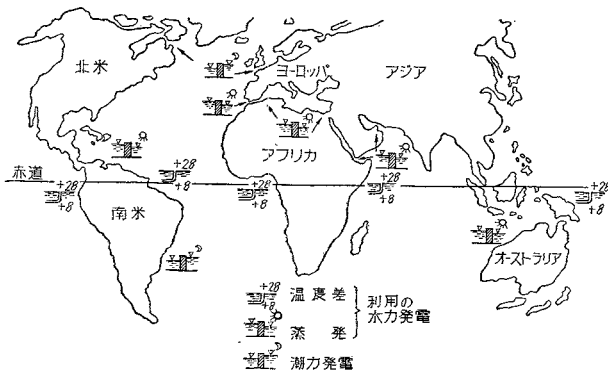 北米
ヨーロッパ
アジア
アフリカ
赤道
+28
+8
+28
+8
+28
+8
+28
+8
+28
+8
南米
オーストラリア
+28
+8
温度差
蒸発
利用の
水力発電
潮力発電